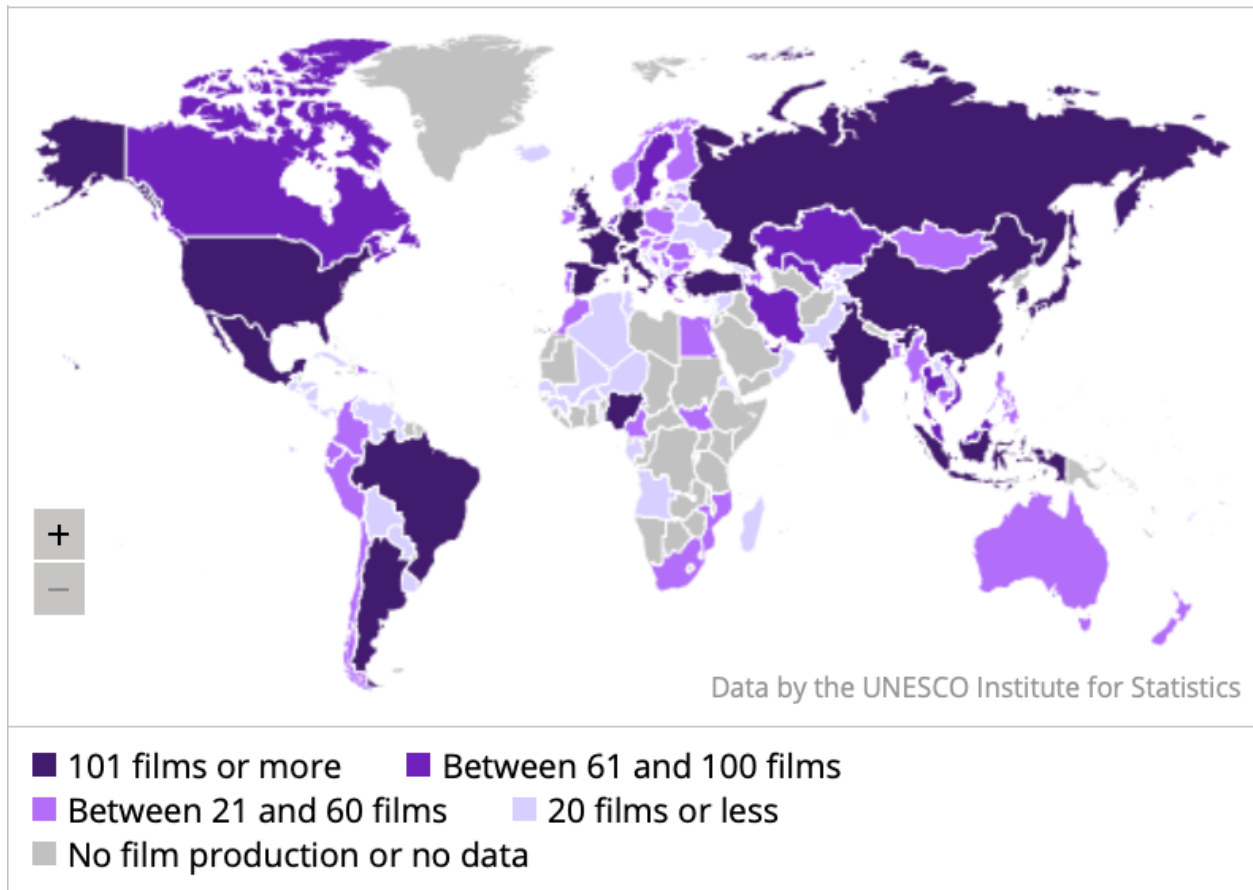 +
−
Data by the UNESCO Institute for Statistics
101 films or more Between 61 and 100 films
Between 21 and 60 films 20 films or less
No film production or no data